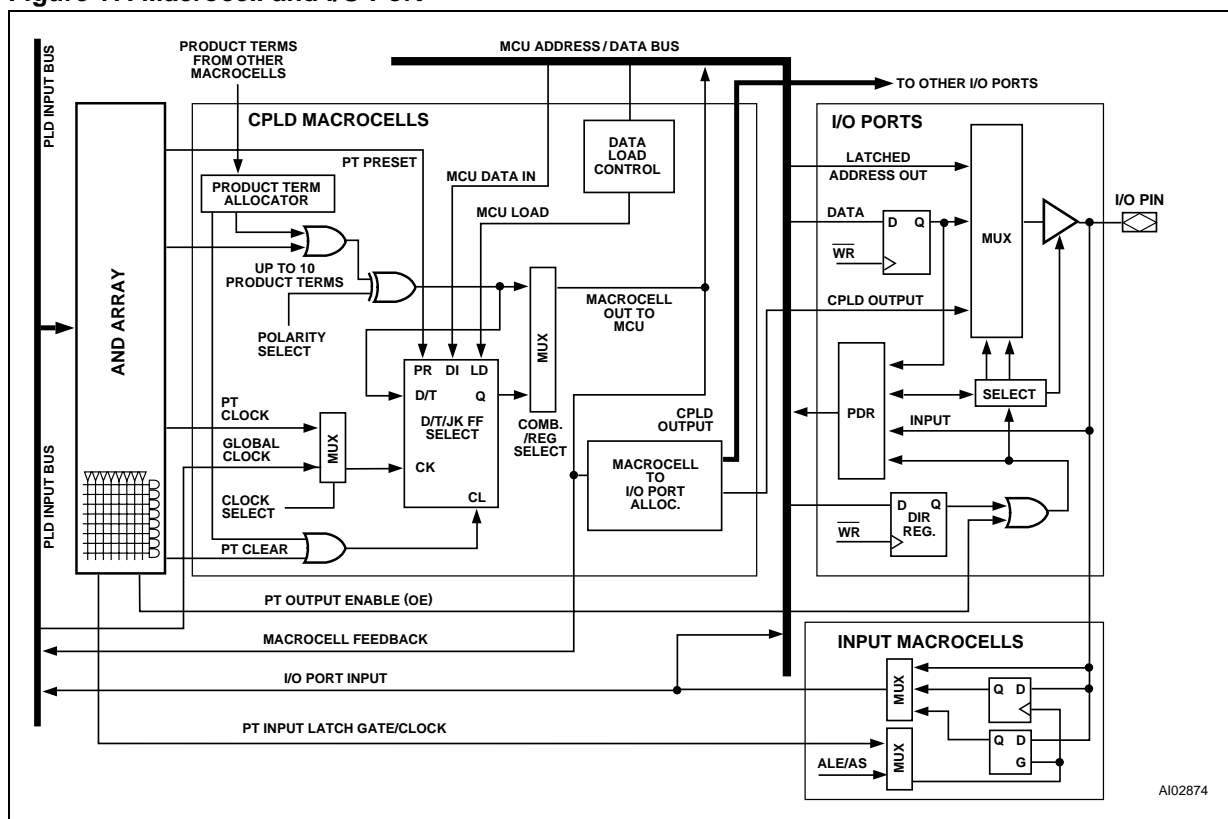 PLD INPUT BUS
PRODUCT TERMS
FROM OTHER
MACROCELLS
MCU ADDRESS / DATA BUS
TO OTHER I/O PORTS
AND ARRAY
CPLD MACROCELLS
PT PRESET
PRODUCT TERM
ALLOCATOR
MCU DATA IN
MCU LOAD
DATA
LOAD
CONTROL
UP TO 10
PRODUCT TERMS
POLARITY
SELECT
MUX
MACROCELL
OUT TO
MCU
PR DI LD
D/T Q
D/T/JK FF
SELECT
CK
CL
COMB.
/REG
SELECT
PT
CLOCK
GLOBAL
CLOCK
MUX
CLOCK
SELECT
PT CLEAR
PLD INPUT BUS
CPLD
OUTPUT
MACROCELL
TO
I/O PORT
ALLOC.
I/O PORTS
LATCHED
ADDRESS OUT
DATA
D Q
WR
MUX
I/O PIN
CPLD OUTPUT
PDR
SELECT
INPUT
D Q
DIR
REG.
WR
PT OUTPUT ENABLE (OE)
MACROCELL FEEDBACK
I/O PORT INPUT
PT INPUT LATCH GATE/CLOCK
INPUT MACROCELLS
MUX
Q D
Q D
G
MUX
ALE/AS
AI02874